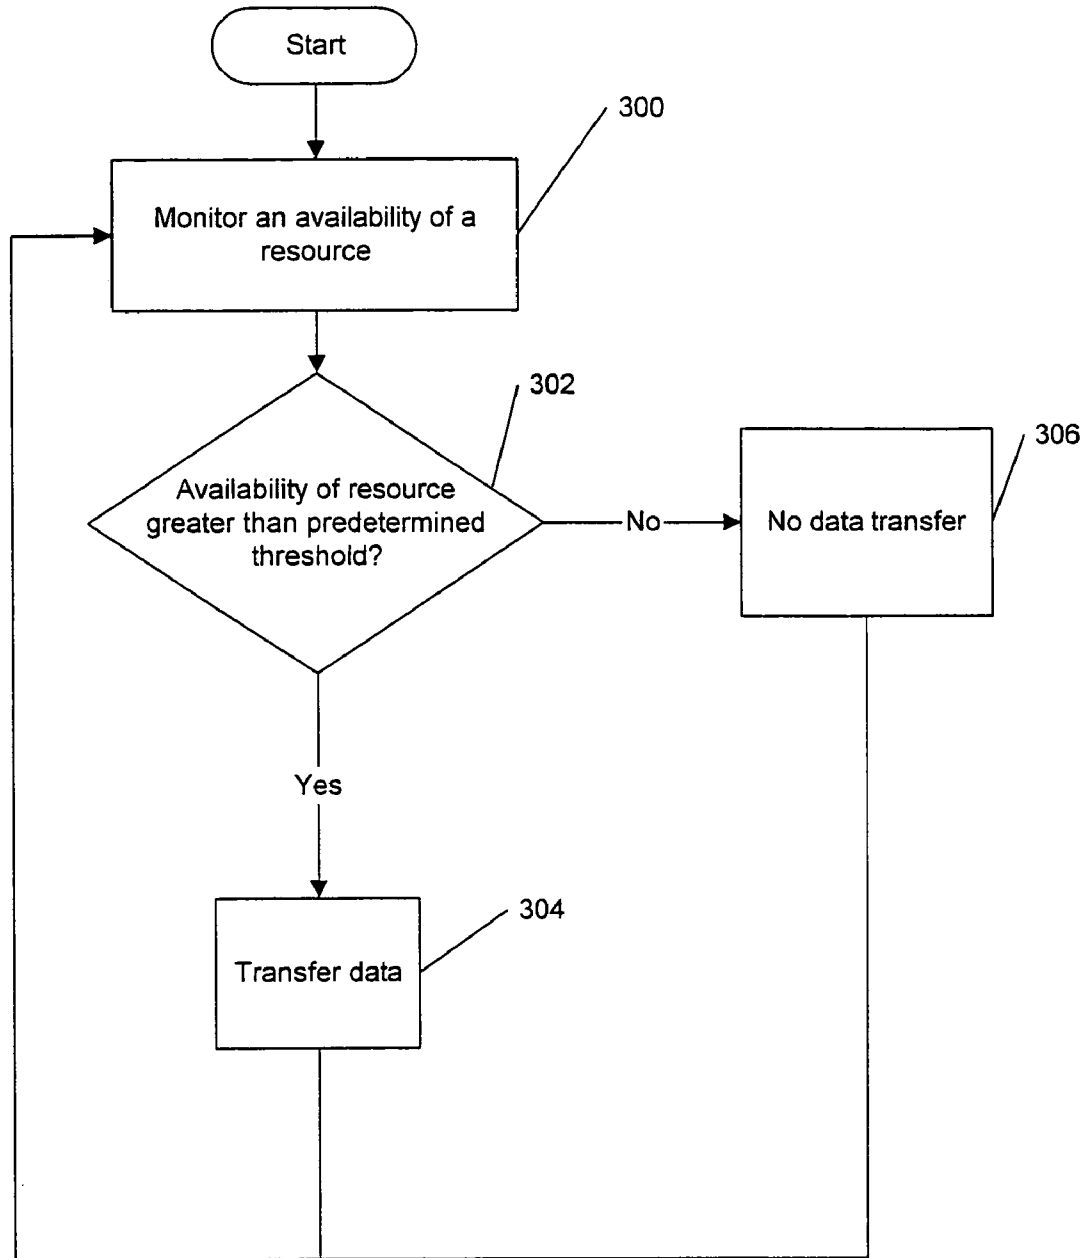 Start
300
Monitor an availability of a
resource
302
306
Availability of resource
greater than predetermined
threshold?
No
No data transfer
Yes
304
Transfer data